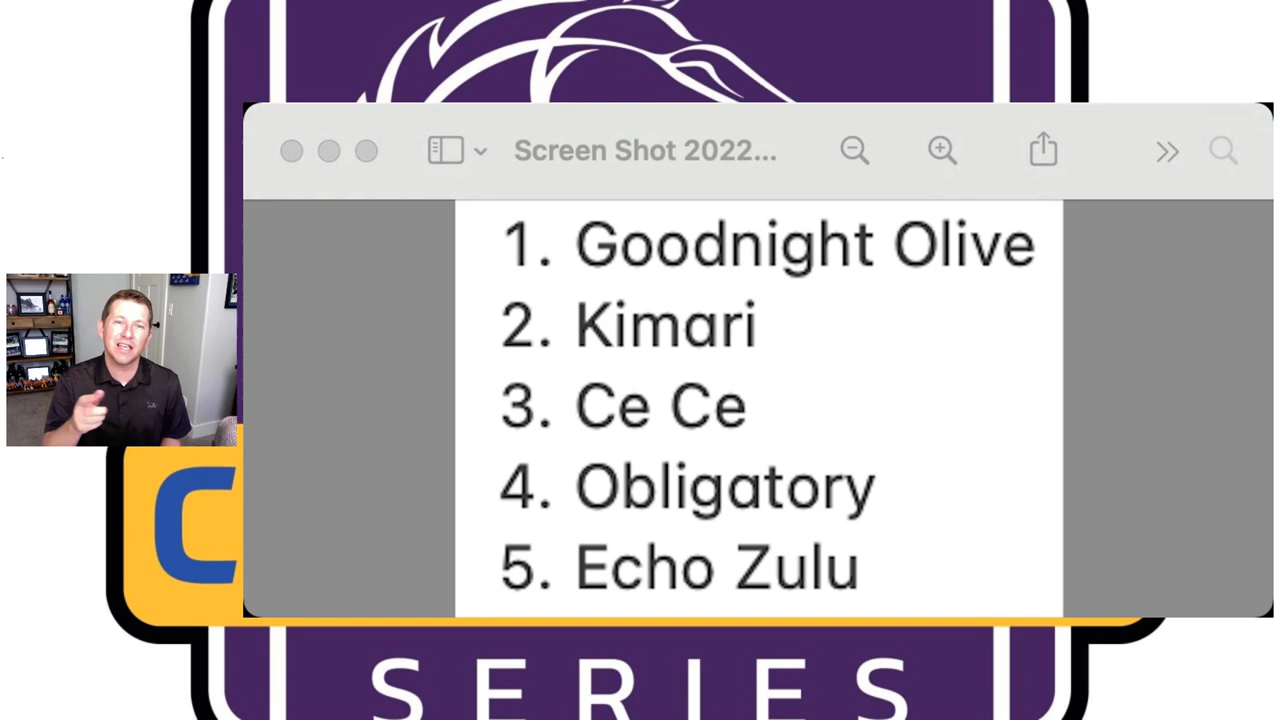 Screen Shot 2022...
1. Goodnight Olive
2. Kimari
3. Ce Ce
4. Obligatory
5. Echo Zulu
C
SERIES